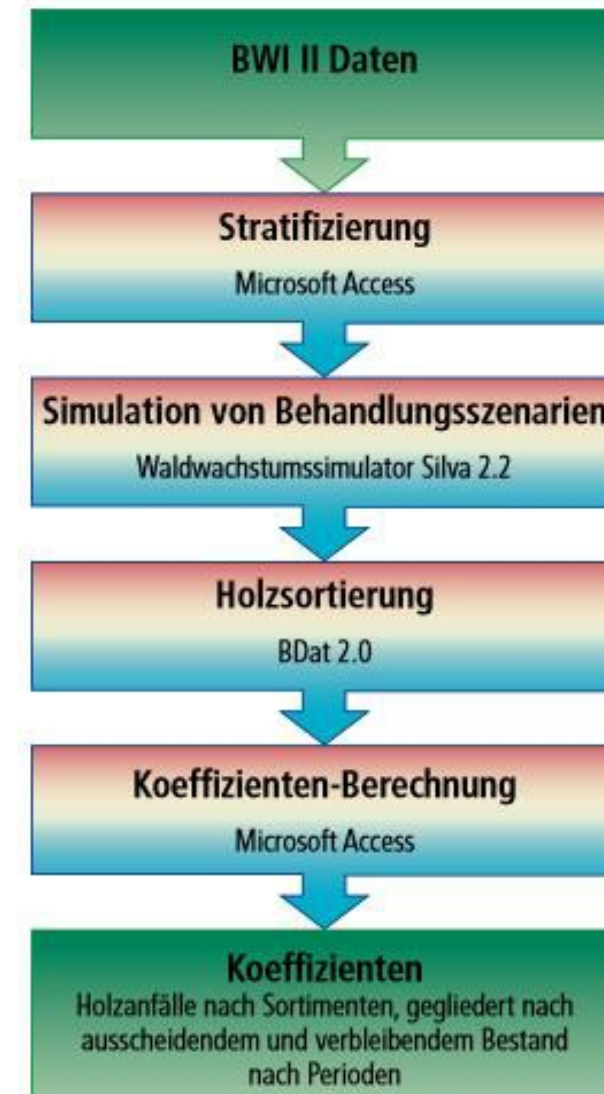 BWI II Daten
Stratifizierung
Microsoft Access
Simulation von Behandlungsszenarien
Waldwachstumssimulator Silva 2.2
Holzsortierung
BDat 2.0
Koeffizienten-Berechnung
Microsoft Access
Koeffizienten
Holzanfälle nach Sortimenten, gegliedert nach
ausscheidendem und verbleibendem Bestand
nach Perioden